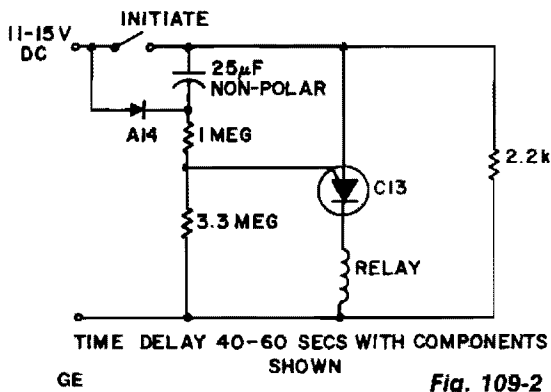 INITIATE
11-15 V
DC
25µF
NON-POLAR
A14
1 MEG
2.2k
C13
3.3 MEG
RELAY
TIME DELAY 40-60 SECS WITH COMPONENTS
SHOWN
GE
Fig. 109-2